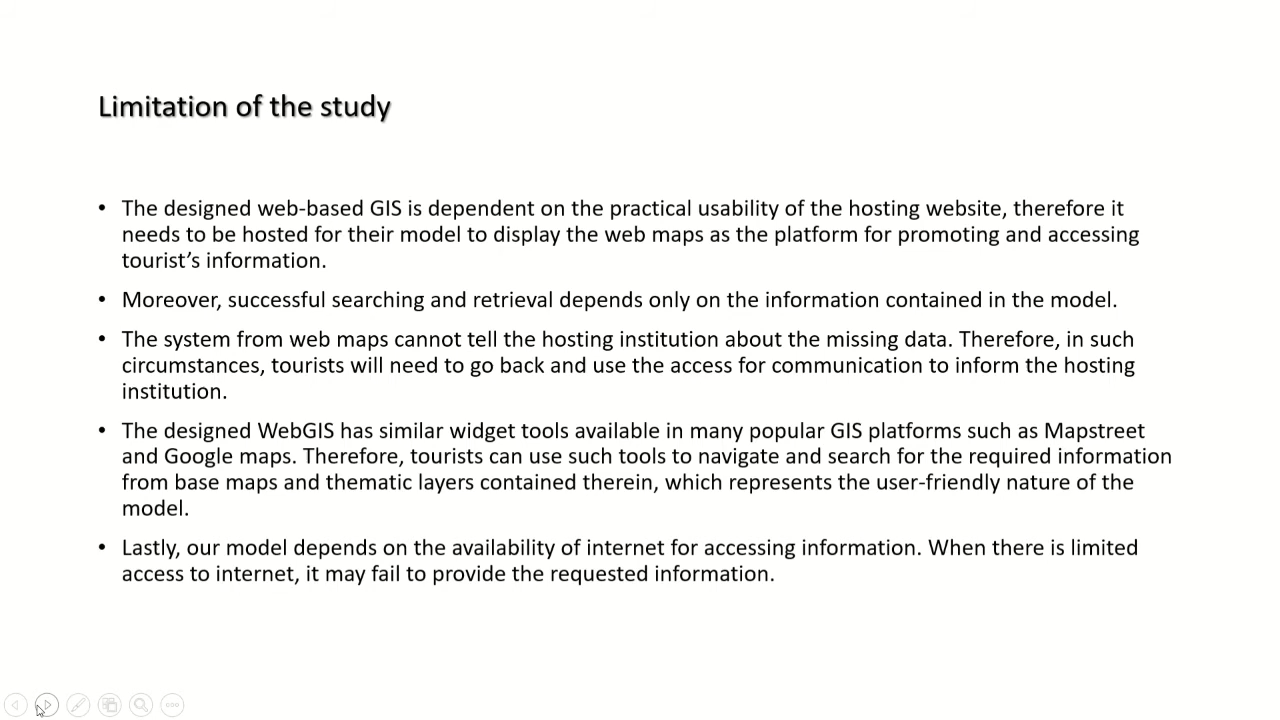 Limitation of the study
• The designed web-based GIS is dependent on the practical usability of the hosting website, therefore it
needs to be hosted for their model to display the web maps as the platform for promoting and accessing
tourist’s information.
• Moreover, successful searching and retrieval depends only on the information contained in the model.
• The system from web maps cannot tell the hosting institution about the missing data. Therefore, in such
circumstances, tourists will need to go back and use the access for communication to inform the hosting
institution.
• The designed WebGIS has similar widget tools available in many popular GIS platforms such as Mapstreet
and Google maps. Therefore, tourists can use such tools to navigate and search for the required information
from base maps and thematic layers contained therein, which represents the user-friendly nature of the
model.
• Lastly, our model depends on the availability of internet for accessing information. When there is limited
access to internet, it may fail to provide the requested information.